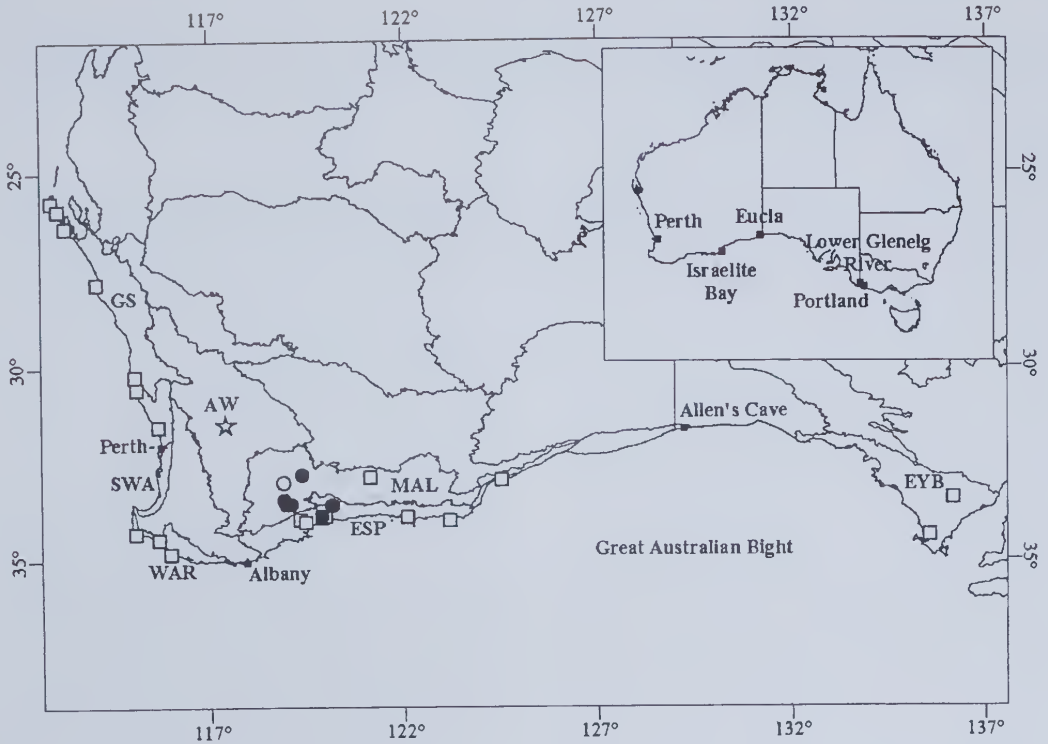 117°
122°
127°
132°
137°
25°
30°
35°
25°
30°
35°
Perth
Eucla
Israelite
Bay
Lower Glenelg
River
Portland
GS
AW
Perth
SWA
WAR
Albany
MAL
ESP
Allen's Cave
EYB
Great Australian Bight
117°
122°
127°
132°
137°